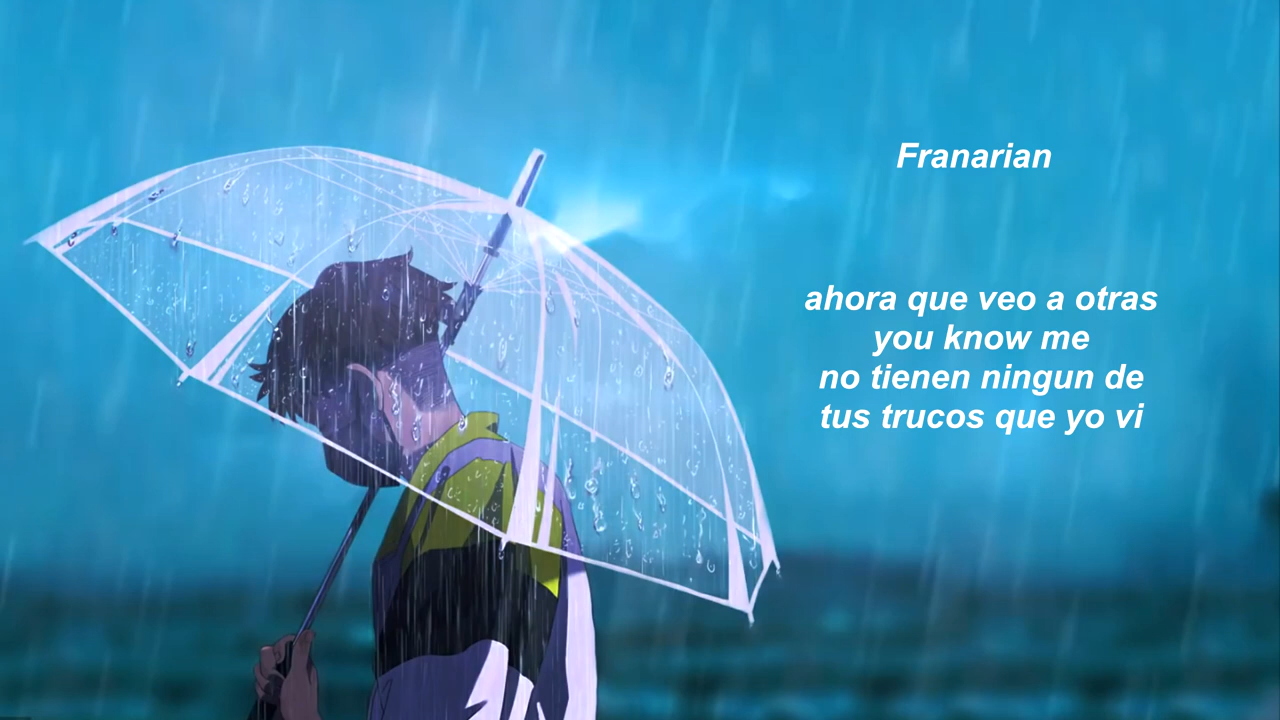 Franarian
ahora que veo a otras
you know me
no tienen ningun de
tus trucos que yo vi